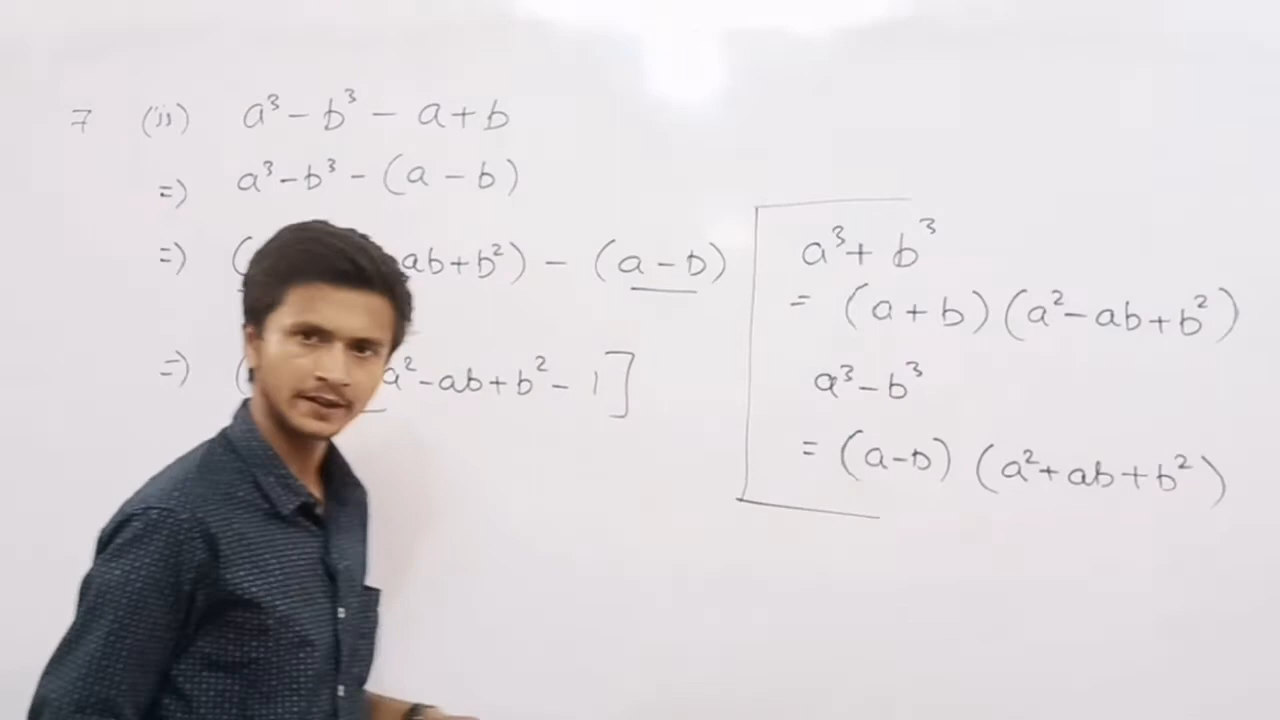 7 (ii) a³ - b³ - a + b
=) a³ - b³ - (a - b)
=) ( ab + b²) - (a - b)
=) ( a² - ab + b² - 1]
a³ + b³
= (a + b) (a² - ab + b²)
a³ - b³
= (a - b) (a² + ab + b²)